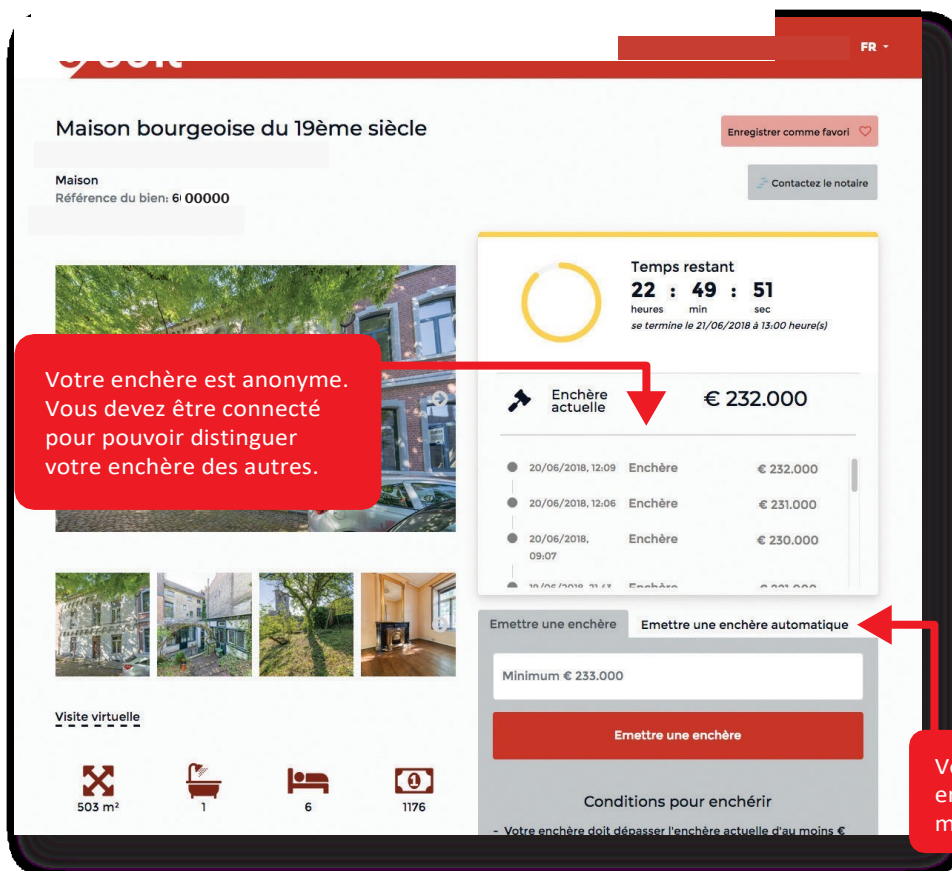 FR
Maison bourgeoise du 19ème siècle
Enregistrer comme favori
Maison
Référence du bien: 6 00000
Contactez le notaire
Temps restant
22 : 49 : 51
heures min sec
se termine le 21/06/2018 à 13:00 heure(s)
Votre enchère est anonyme.
Vous devez être connecté
pour pouvoir distinguer
votre enchère des autres.
Enchère
actuelle
€ 232.000
20/06/2018, 12:09 Enchère € 232.000
20/06/2018, 12:06 Enchère € 231.000
20/06/2018,
09:07
Enchère € 230.000
Enchère
Emettre une enchère
Emettre une enchère automatique
Minimum € 233.000
Emettre une enchère
Visite virtuelle
503 m²
1
6
1
1176
Conditions pour enchérir
- Votre enchère doit dépasser l'enchère actuelle d'au moins €